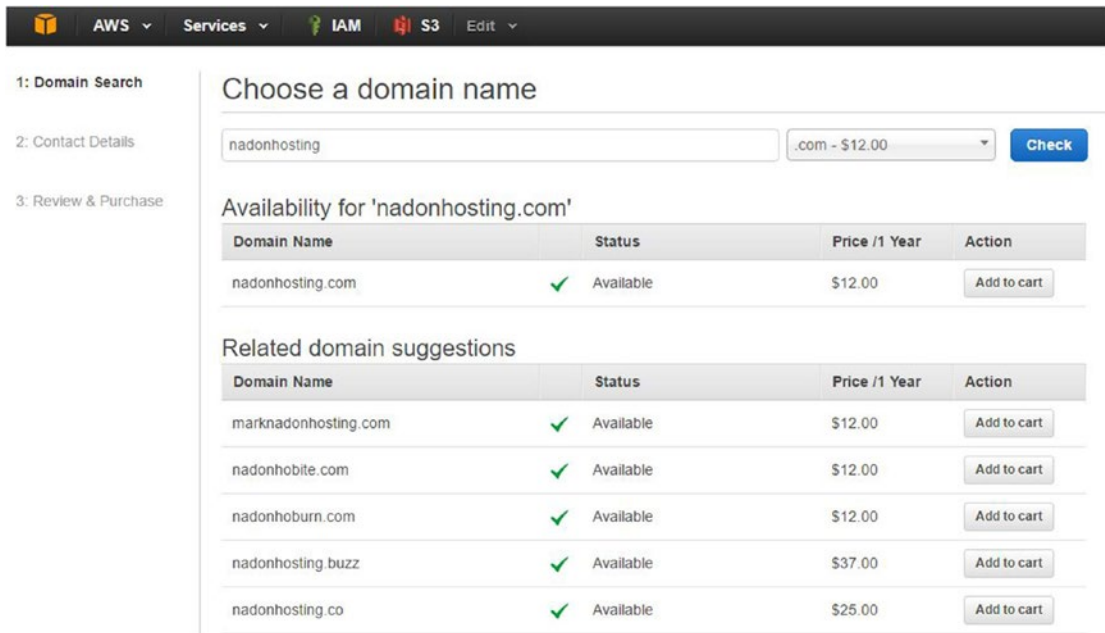 AWS Services IAM S3 Edit
1: Domain Search
2: Contact Details
3: Review & Purchase
Choose a domain name
nadonhosting .com - $12.00 Check
Availability for 'nadonhosting.com'
Domain Name Status Price /1 Year Action
nadonhosting.com Available $12.00 Add to cart
Related domain suggestions
Domain Name Status Price /1 Year Action
marknadonhosting.com Available $12.00 Add to cart
nadonhobite.com Available $12.00 Add to cart
nadonhoburn.com Available $12.00 Add to cart
nadonhosting.buzz Available $37.00 Add to cart
nadonhosting.co Available $25.00 Add to cart